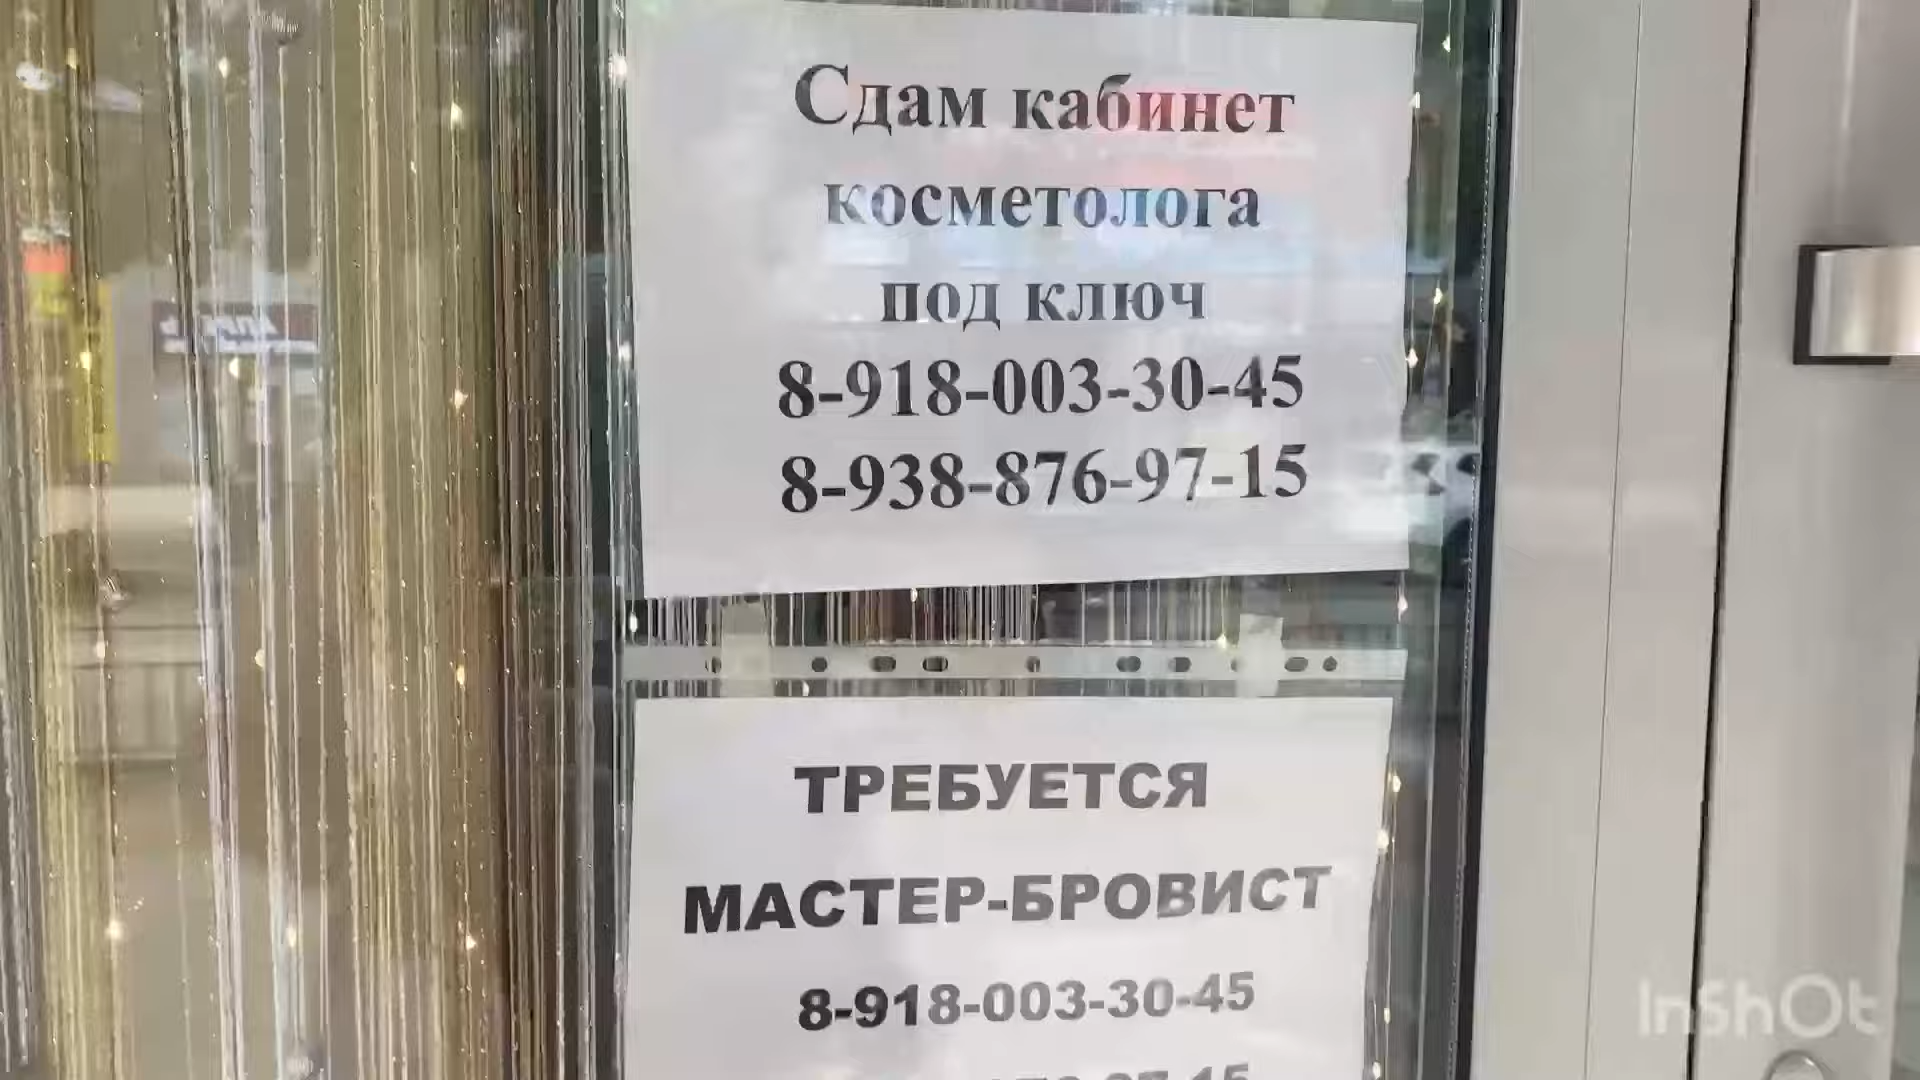 Сдам кабинет
косметолога
под ключ
8-918-003-30-45
8-938-876-97-15
ТРЕБУЕТСЯ
МАСТЕР-БРОВИСТ
8-918-003-30-45
InShOt